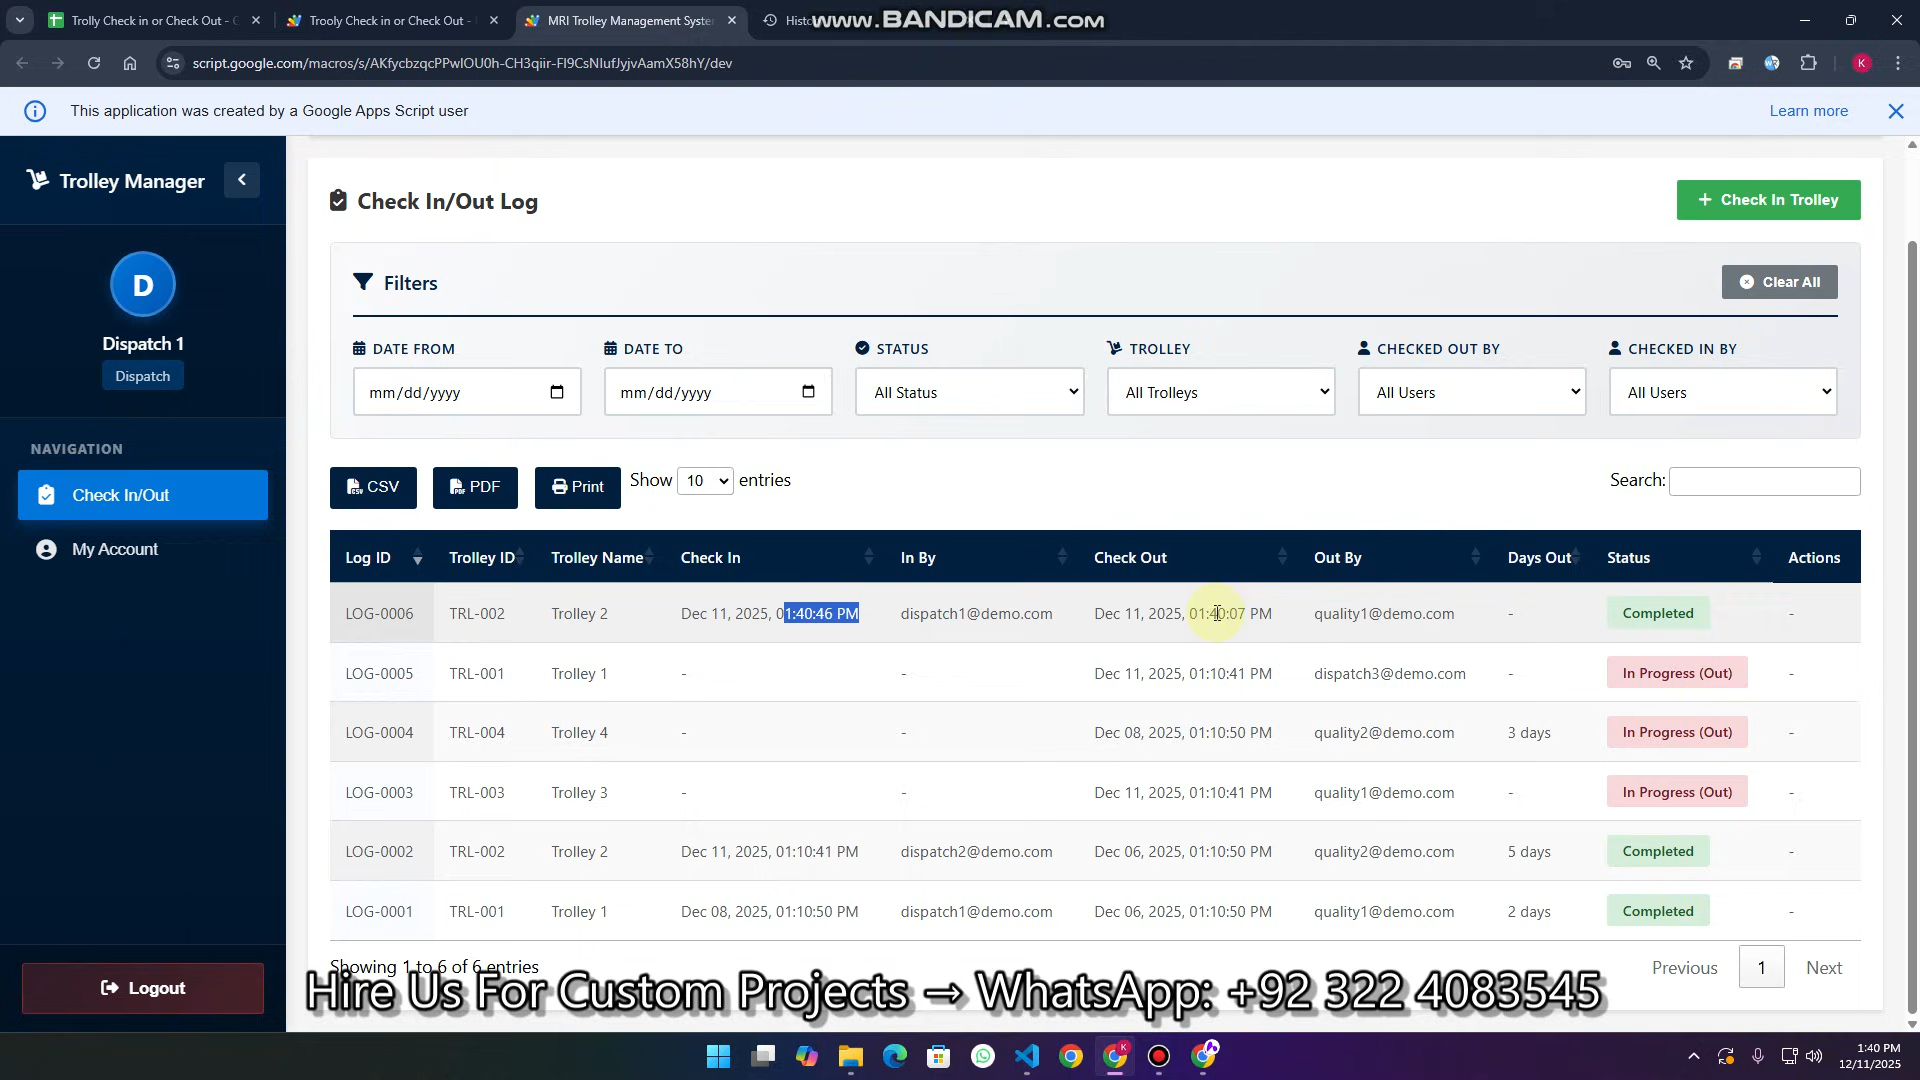 Trolly Check in or Check Out - G
Trooly Check in or Check Out -
MRI Trolley Management Syste
Histo
www.BANDICAM.com
script.google.com/macros/s/AKfycbzqcPPwIOU0h-CH3qiir-FI9CsNIufJyjvAamX58hY/dev
K
This application was created by a Google Apps Script user
Learn more
Trolley Manager
D
Dispatch 1
Dispatch
NAVIGATION
Check In/Out
My Account
Logout
Check In/Out Log
Check In Trolley
Filters
Clear All
DATE FROM DATE TO STATUS TROLLEY CHECKED OUT BY CHECKED IN BY
mm/dd/yyyy mm/dd/yyyy All Status All Trolleys All Users All Users
CSV PDF Print Show 10 entries Search:
Log ID Trolley ID Trolley Name Check In In By Check Out Out By Days Out Status Actions
LOG-0006 TRL-002 Trolley 2 Dec 11, 2025, 01:40:46 PM dispatch1@demo.com Dec 11, 2025, 01:40:07 PM quality1@demo.com - Completed -
LOG-0005 TRL-001 Trolley 1 - - Dec 11, 2025, 01:10:41 PM dispatch3@demo.com - In Progress (Out) -
LOG-0004 TRL-004 Trolley 4 - - Dec 08, 2025, 01:10:50 PM quality2@demo.com 3 days In Progress (Out) -
LOG-0003 TRL-003 Trolley 3 - - Dec 11, 2025, 01:10:41 PM quality1@demo.com - In Progress (Out) -
LOG-0002 TRL-002 Trolley 2 Dec 11, 2025, 01:10:41 PM dispatch2@demo.com Dec 06, 2025, 01:10:50 PM quality2@demo.com 5 days Completed -
LOG-0001 TRL-001 Trolley 1 Dec 08, 2025, 01:10:50 PM dispatch1@demo.com Dec 06, 2025, 01:10:50 PM quality1@demo.com 2 days Completed -
Showing 1 to 6 of 6 entries
Previous 1 Next
Hire Us For Custom Projects → WhatsApp: +92 322 4083545
1:40 PM
12/11/2025